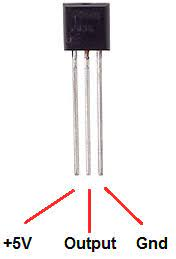 +5V Output Gnd